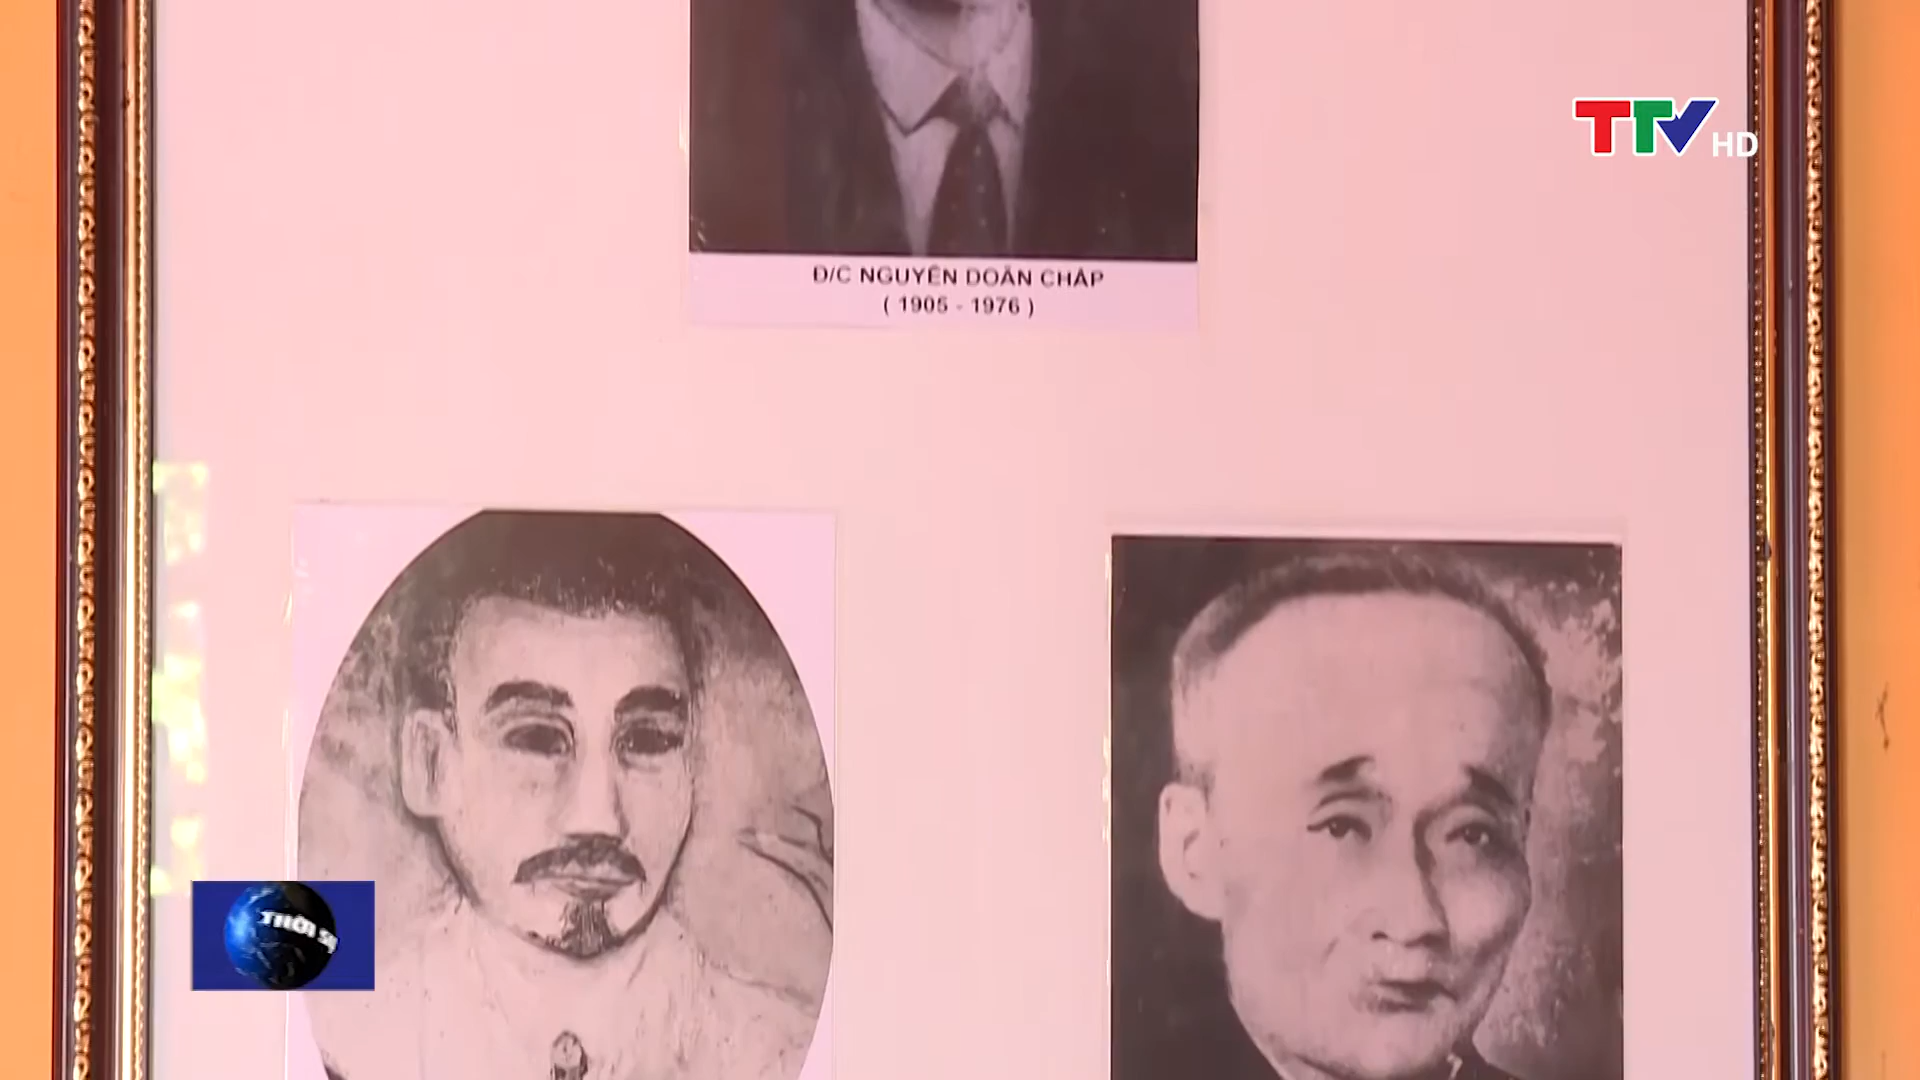 TTV HD
Đ/C NGUYỄN DOÃN CHẤP
( 1905 - 1976 )
THỜI SỰ